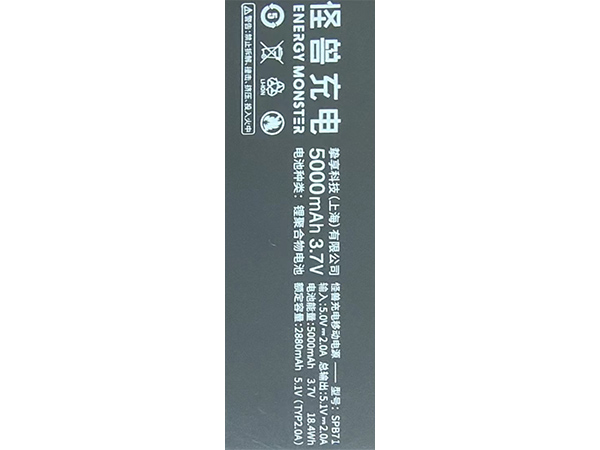 怪兽充电
ENERGY MONSTER
5
LI-ION
警告:禁止拆解、撞击、挤压、投入火中
挚享科技(上海)有限公司
5000mAh 3.7V
电池种类:锂聚合物电池
怪兽充电移动电源 —— 型号:SPB71
输入:5.0V⎓2.0A 总输出:5.1V⎓2.0A
电池能量:5000mAh 3.7V 18.4Wh
额定容量:2880mAh 5.1V (TYP2.0A)